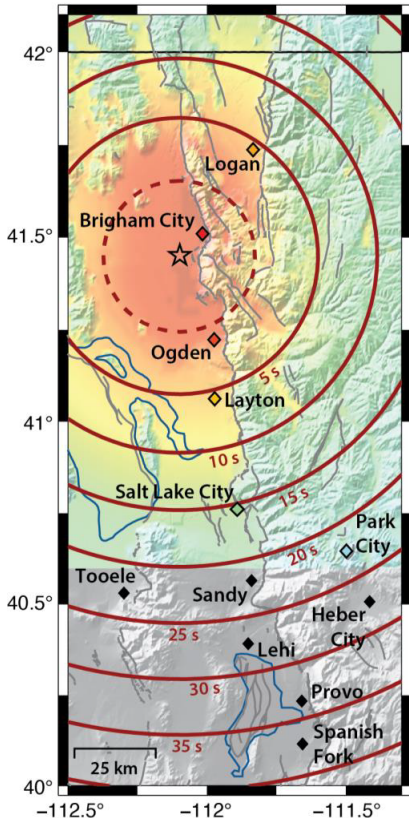 42°
Logan
Brigham City
41.5°
Ogden
5 s
41°
Layton
10 s
Salt Lake City
15 s
Park
City
20 s
Tooele
Sandy
40.5°
Heber
City
25 s
Lehi
30 s
Provo
35 s
Spanish
Fork
25 km
40°
−112.5°
−112°
−111.5°